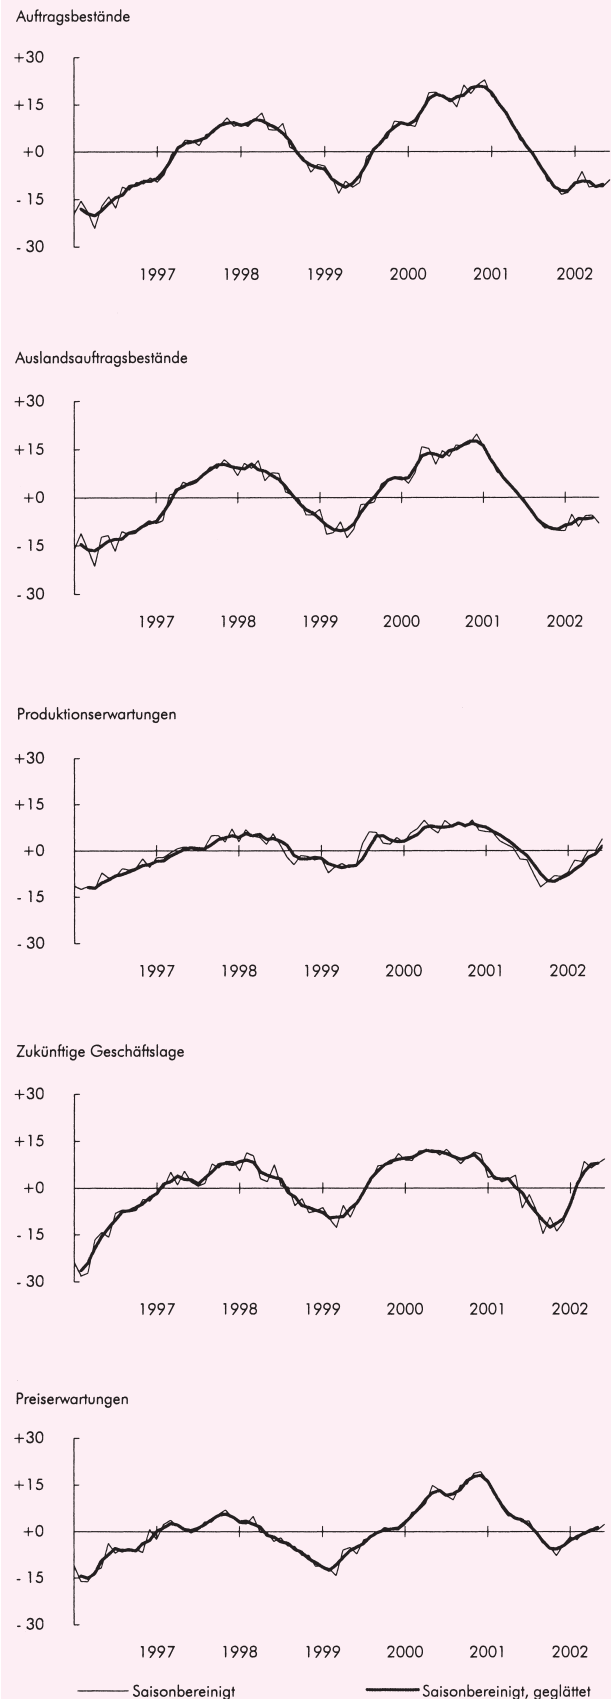 Auftragsbestände
+30
+15
+0
- 15
- 30
1997 1998 1999 2000 2001 2002
Auslandsauftragsbestände
+30
+15
+0
- 15
- 30
1997 1998 1999 2000 2001 2002
Produktionserwartungen
+30
+15
+0
- 15
- 30
1997 1998 1999 2000 2001 2002
Zukünftige Geschäftslage
+30
+15
+0
- 15
- 30
1997 1998 1999 2000 2001 2002
Preiserwartungen
+30
+15
+0
- 15
- 30
1997 1998 1999 2000 2001 2002
Saisonbereinigt Saisonbereinigt, geglättet